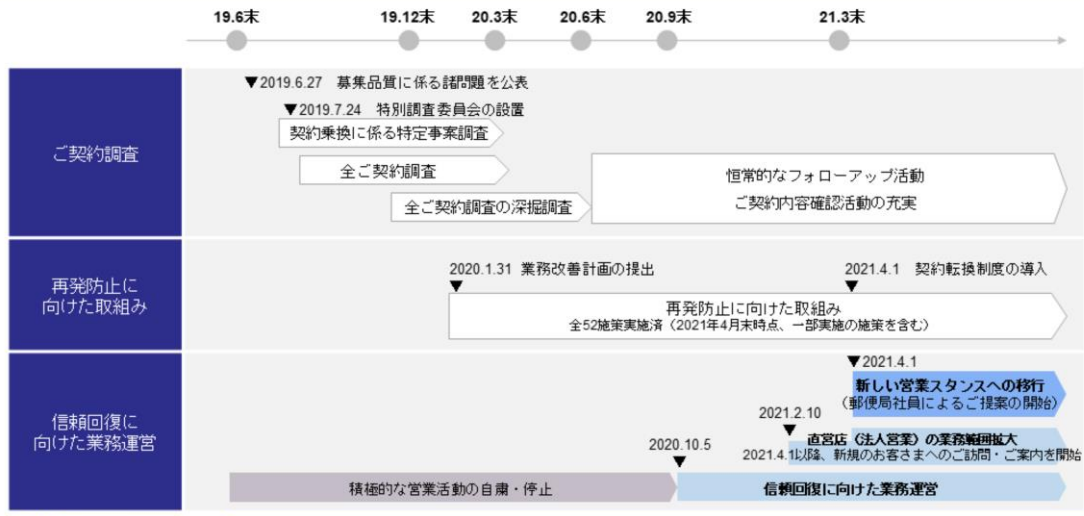 19.6末 19.12末 20.3末 20.6末 20.9末 21.3末
ご契約調査
▼2019.6.27 募集品質に係る諸問題を公表
▼2019.7.24 特別調査委員会の設置
契約乗換に係る特定事案調査
全ご契約調査
全ご契約調査の深掘調査
恒常的なフォローアップ活動
ご契約内容確認活動の充実
再発防止に
向けた取組み
2020.1.31 業務改善計画の提出
▼
2021.4.1 契約転換制度の導入
▼
再発防止に向けた取組み
全52施策実施済（2021年4月末時点、一部実施の施策を含む）
信頼回復に
向けた業務運営
▼2021.4.1
新しい営業スタンスへの移行
（郵便局社員によるご提案の開始）
2021.2.10
▼
直営店（法人営業）の業務範囲拡大
2021.4.1以降、新規のお客さまへのご訪問・ご案内を開始
2020.10.5
▼
積極的な営業活動の自粛・停止
信頼回復に向けた業務運営